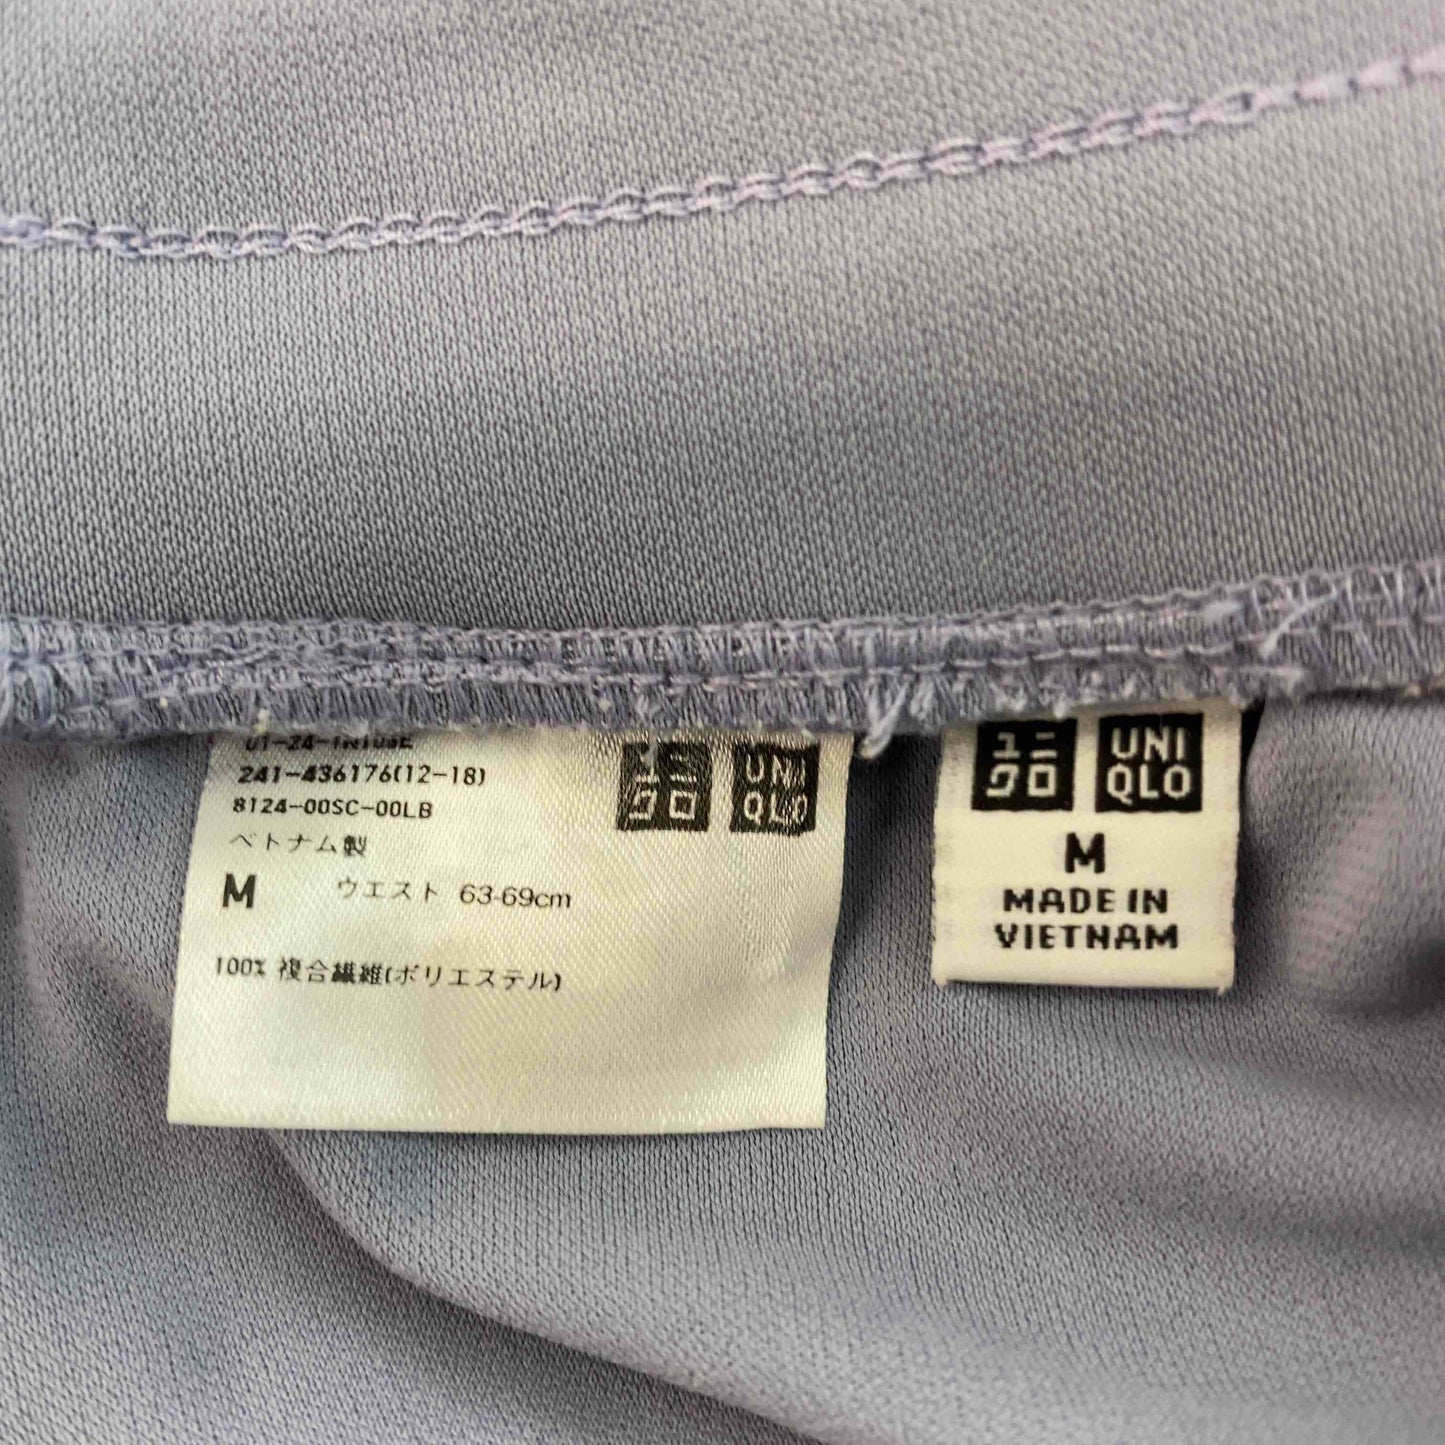 241-436176(12-18)
8124-00SC-00LB
ベトナム製
M ウエスト 63-69cm
100% 複合繊維(ポリエステル)
ユニ
クロ
UNI
QLO
ユニ
クロ
UNI
QLO
M
MADE IN
VIETNAM